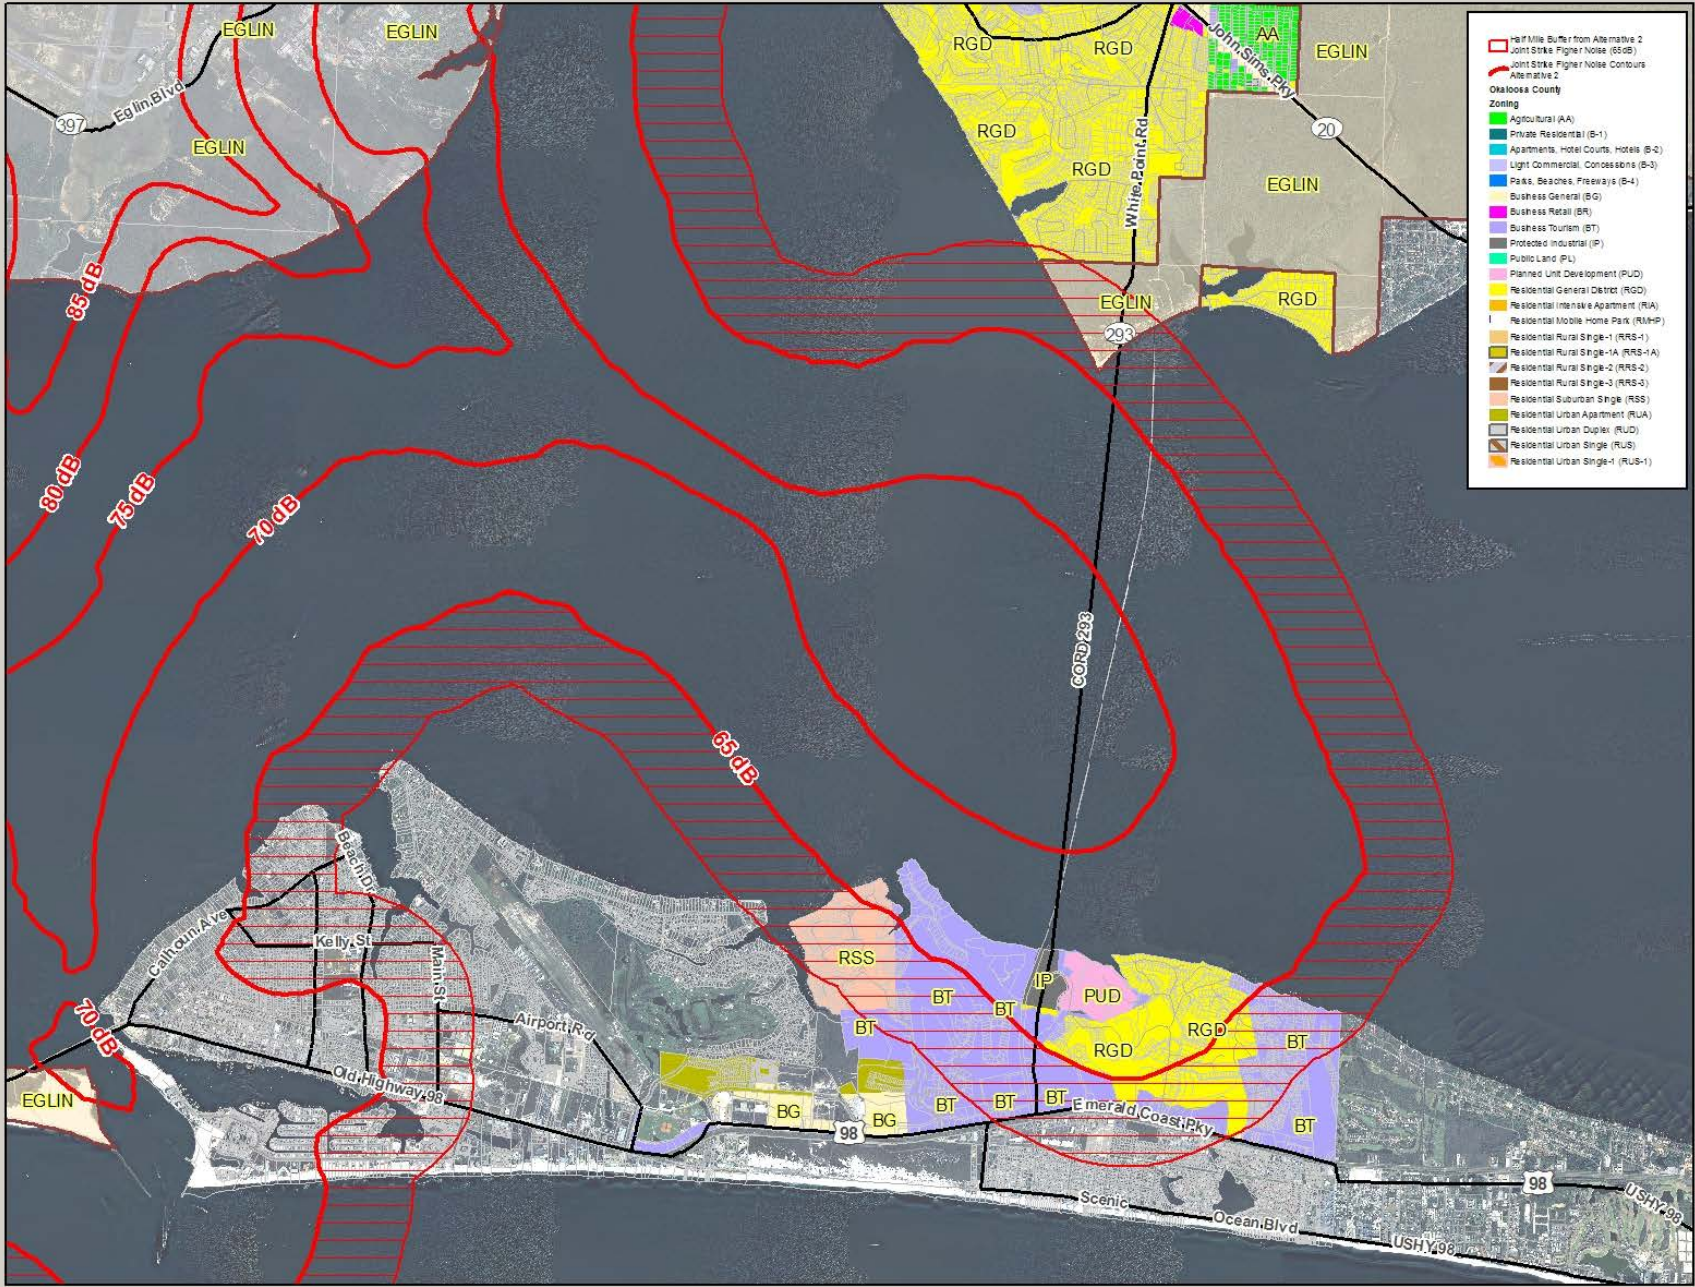 EGLIN
EGLIN
RGD
RGD
John Sims Pky
AA
EGLIN
397
Eglin Blvd
EGLIN
RGD
White Point Rd
20
RGD
EGLIN
85 dB
EGLIN
RGD
293
80 dB
75 dB
70 dB
CORD 293
65 dB
Beach Dr
Calhoun Ave
Kelly St
Main St
RSS
BT
BT
BT
IP
PUD
RGD
RGD
BT
70 dB
Airport Rd
Old Highway 98
EGLIN
BG
BG
98
BT
BT
BT
Emerald Coast Pky
BT
Scenic
Ocean Blvd
98
USHY 98
USHY 98
Half Mile Buffer from Alternative 2
Joint Strike Figher Noise (65dB)
Joint Strike Figher Noise Contours
Alternative 2
Okaloosa County
Zoning
Agricultural (AA)
Private Residential (B-1)
Apartments, Hotel Courts, Hotels (B-2)
Light Commercial, Concessions (B-3)
Parks, Beaches, Freeways (B-4)
Business General (BG)
Business Retail (BR)
Business Tourism (BT)
Protected Industrial (IP)
Public Land (PL)
Planned Unit Development (PUD)
Residential General District (RGD)
Residential Intensive Apartment (RIA)
Residential Mobile Home Park (RMHP)
Residential Rural Single-1 (RRS-1)
Residential Rural Single-1A (RRS-1A)
Residential Rural Single-2 (RRS-2)
Residential Rural Single-3 (RRS-3)
Residential Suburban Single (RSS)
Residential Urban Apartment (RUA)
Residential Urban Duplex (RUD)
Residential Urban Single (RUS)
Residential Urban Single-1 (RUS-1)